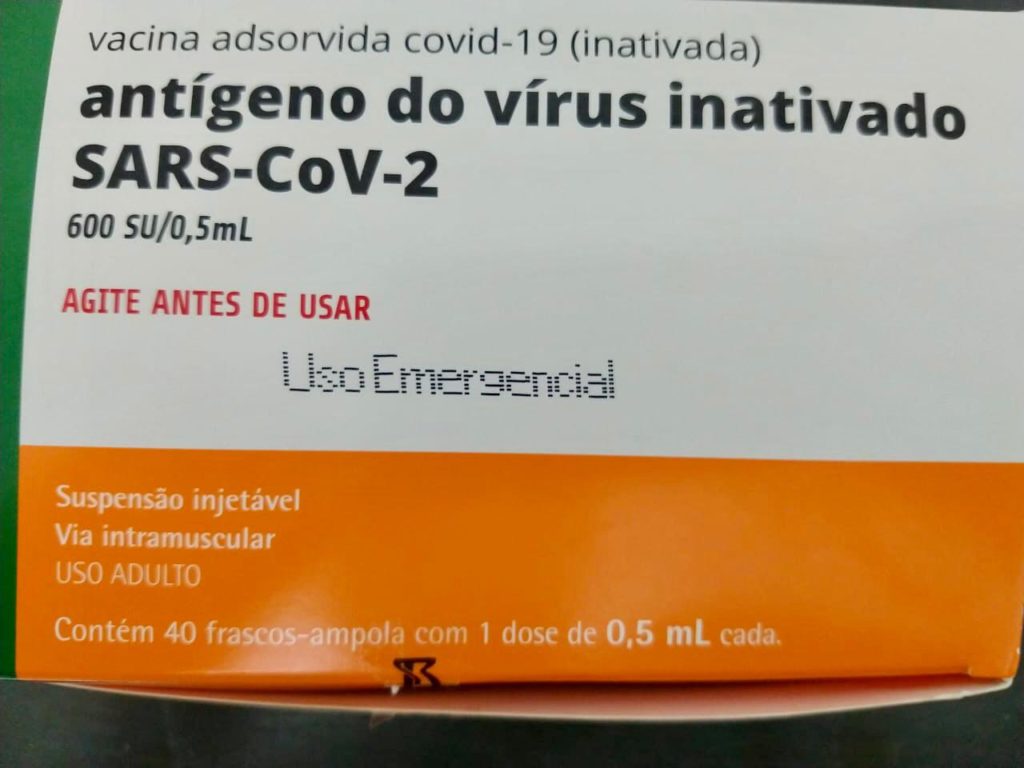 vacina adsorvida covid-19 (inativada)
antígeno do vírus inativado
SARS-CoV-2
600 SU/0,5mL
AGITE ANTES DE USAR
Uso Emergencial
Suspensão injetável
Via intramuscular
USO ADULTO
Contém 40 frascos-ampola com 1 dose de 0,5 mL cada.